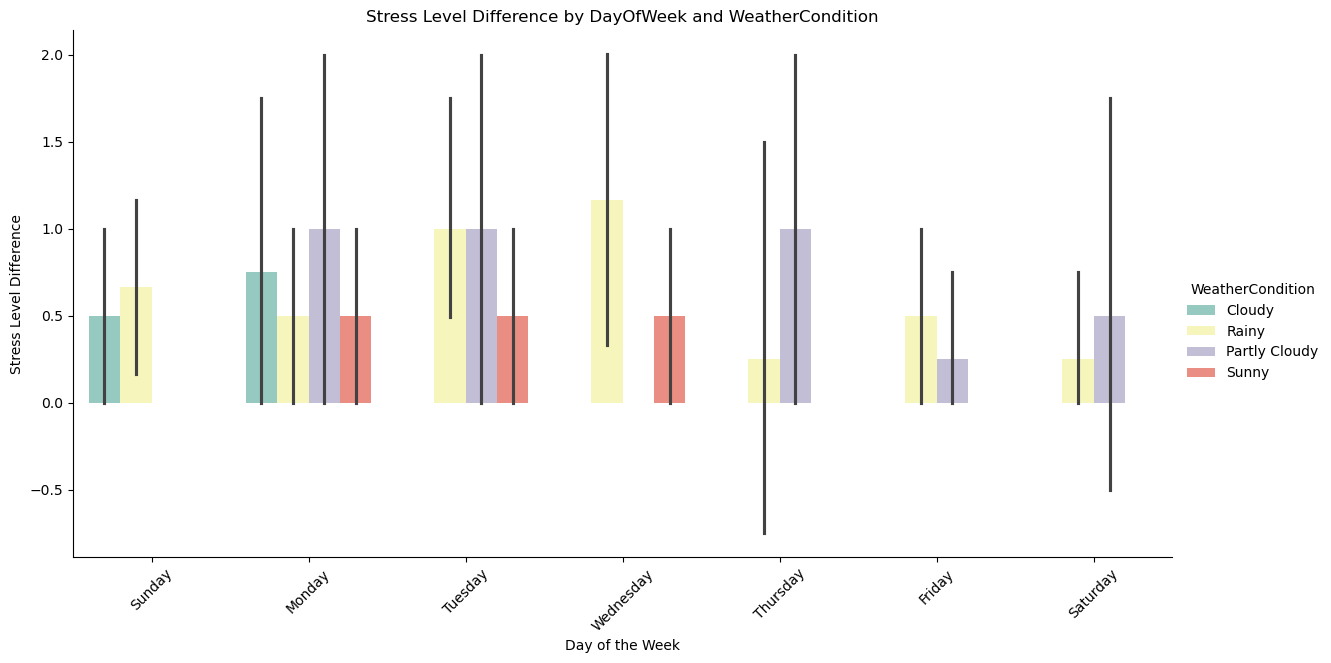 Stress Level Difference by DayOfWeek and WeatherCondition
Stress Level Difference
2.0
1.5
1.0
0.5
0.0
−0.5
Sunday
Monday
Tuesday
Wednesday
Thursday
Friday
Saturday
Day of the Week
WeatherCondition
Cloudy
Rainy
Partly Cloudy
Sunny